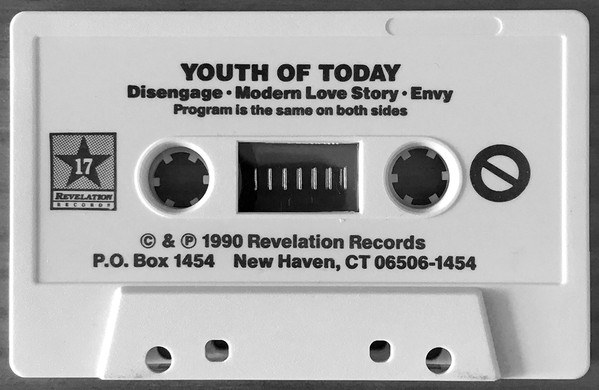 YOUTH OF TODAY
Disengage • Modern Love Story • Envy
Program is the same on both sides
17
REVELATION
RECORDS
© & ℗ 1990 Revelation Records
P.O. Box 1454 New Haven, CT 06506-1454